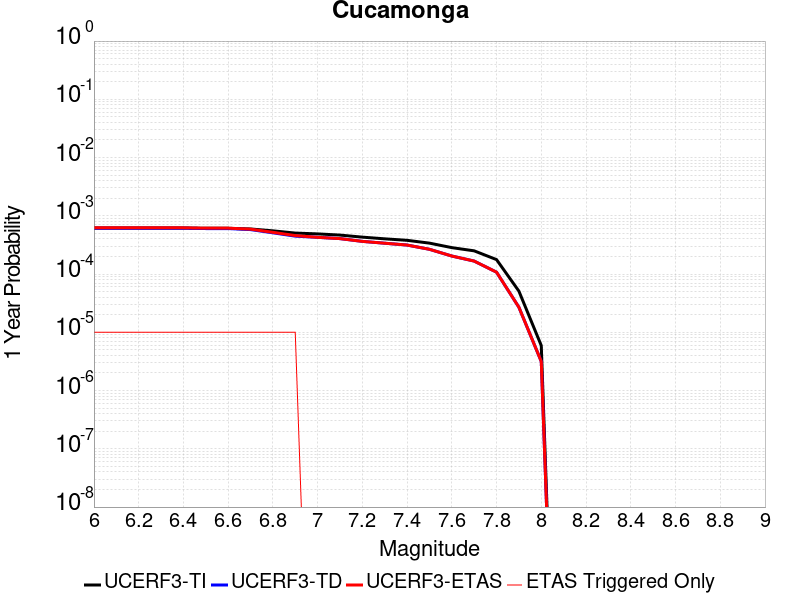 Cucamonga
10^0
10^-1
10^-2
10^-3
10^-4
10^-5
10^-6
10^-7
10^-8
1 Year Probability
6 6.2 6.4 6.6 6.8 7 7.2 7.4 7.6 7.8 8 8.2 8.4 8.6 8.8 9
Magnitude
UCERF3-TI UCERF3-TD UCERF3-ETAS ETAS Triggered Only